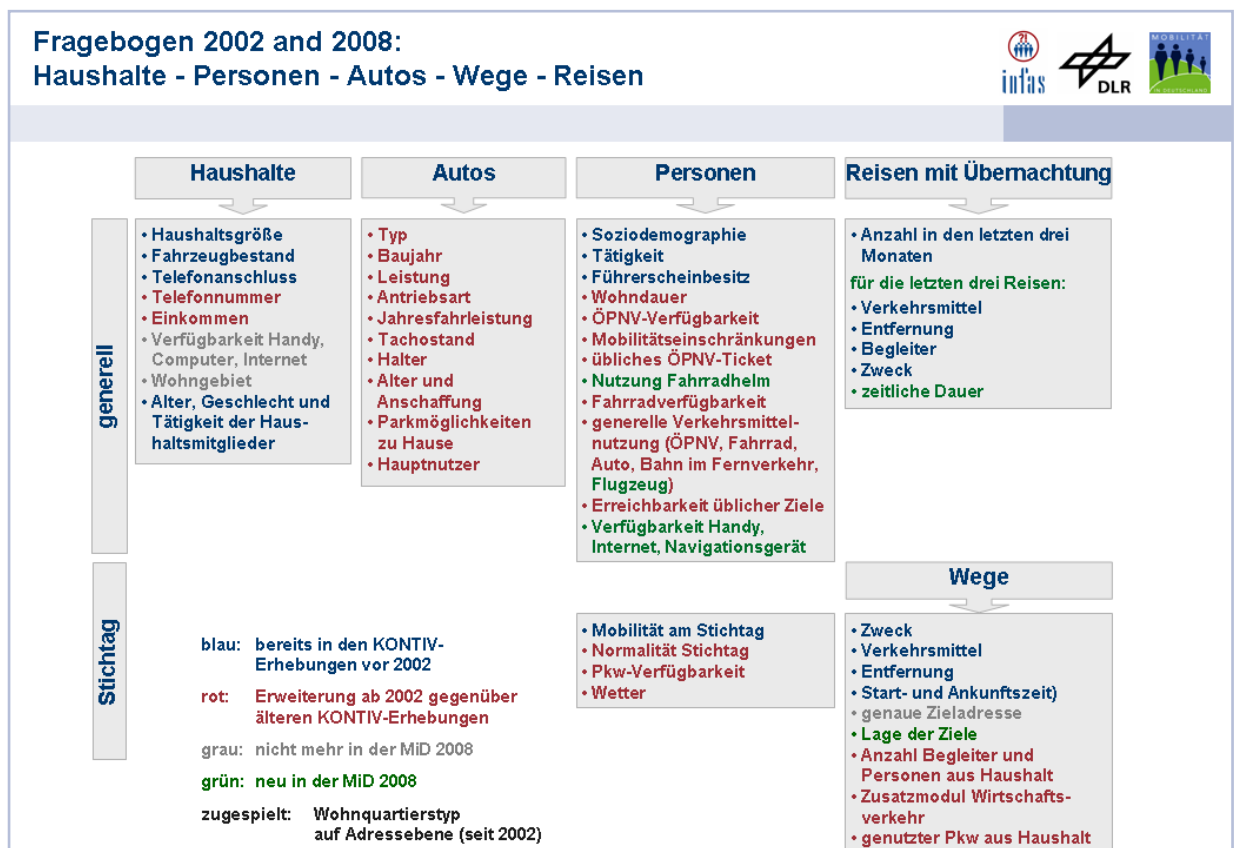 Fragebogen 2002 and 2008:
Haushalte - Personen - Autos - Wege - Reisen
infas
DLR
MOBILITÄT
IN DEUTSCHLAND
Haushalte
Autos
Personen
Reisen mit Übernachtung
generell
• Haushaltsgröße
• Fahrzeugbestand
• Telefonanschluss
• Telefonnummer
• Einkommen
• Verfügbarkeit Handy,
Computer, Internet
• Wohngebiet
• Alter, Geschlecht und
Tätigkeit der Haus-
haltsmitglieder
• Typ
• Baujahr
• Leistung
• Antriebsart
• Jahresfahrleistung
• Tachostand
• Halter
• Alter und
Anschaffung
• Parkmöglichkeiten
zu Hause
• Hauptnutzer
• Soziodemographie
• Tätigkeit
• Führerscheinbesitz
• Wohndauer
• ÖPNV-Verfügbarkeit
• Mobilitätseinschränkungen
• übliches ÖPNV-Ticket
• Nutzung Fahrradhelm
• Fahrradverfügbarkeit
• generelle Verkehrsmittel-
nutzung (ÖPNV, Fahrrad,
Auto, Bahn im Fernverkehr,
Flugzeug)
• Erreichbarkeit üblicher Ziele
• Verfügbarkeit Handy,
Internet, Navigationsgerät
• Anzahl in den letzten drei
Monaten
für die letzten drei Reisen:
• Verkehrsmittel
• Entfernung
• Begleiter
• Zweck
• zeitliche Dauer
Stichtag
blau: bereits in den KONTIV-
Erhebungen vor 2002
rot: Erweiterung ab 2002 gegenüber
älteren KONTIV-Erhebungen
grau: nicht mehr in der MiD 2008
grün: neu in der MiD 2008
zugespielt: Wohnquartierstyp
auf Adressebene (seit 2002)
• Mobilität am Stichtag
• Normalität Stichtag
• Pkw-Verfügbarkeit
• Wetter
Wege
• Zweck
• Verkehrsmittel
• Entfernung
• Start- und Ankunftszeit)
• genaue Zieladresse
• Lage der Ziele
• Anzahl Begleiter und
Personen aus Haushalt
• Zusatzmodul Wirtschafts-
verkehr
• genutzter Pkw aus Haushalt